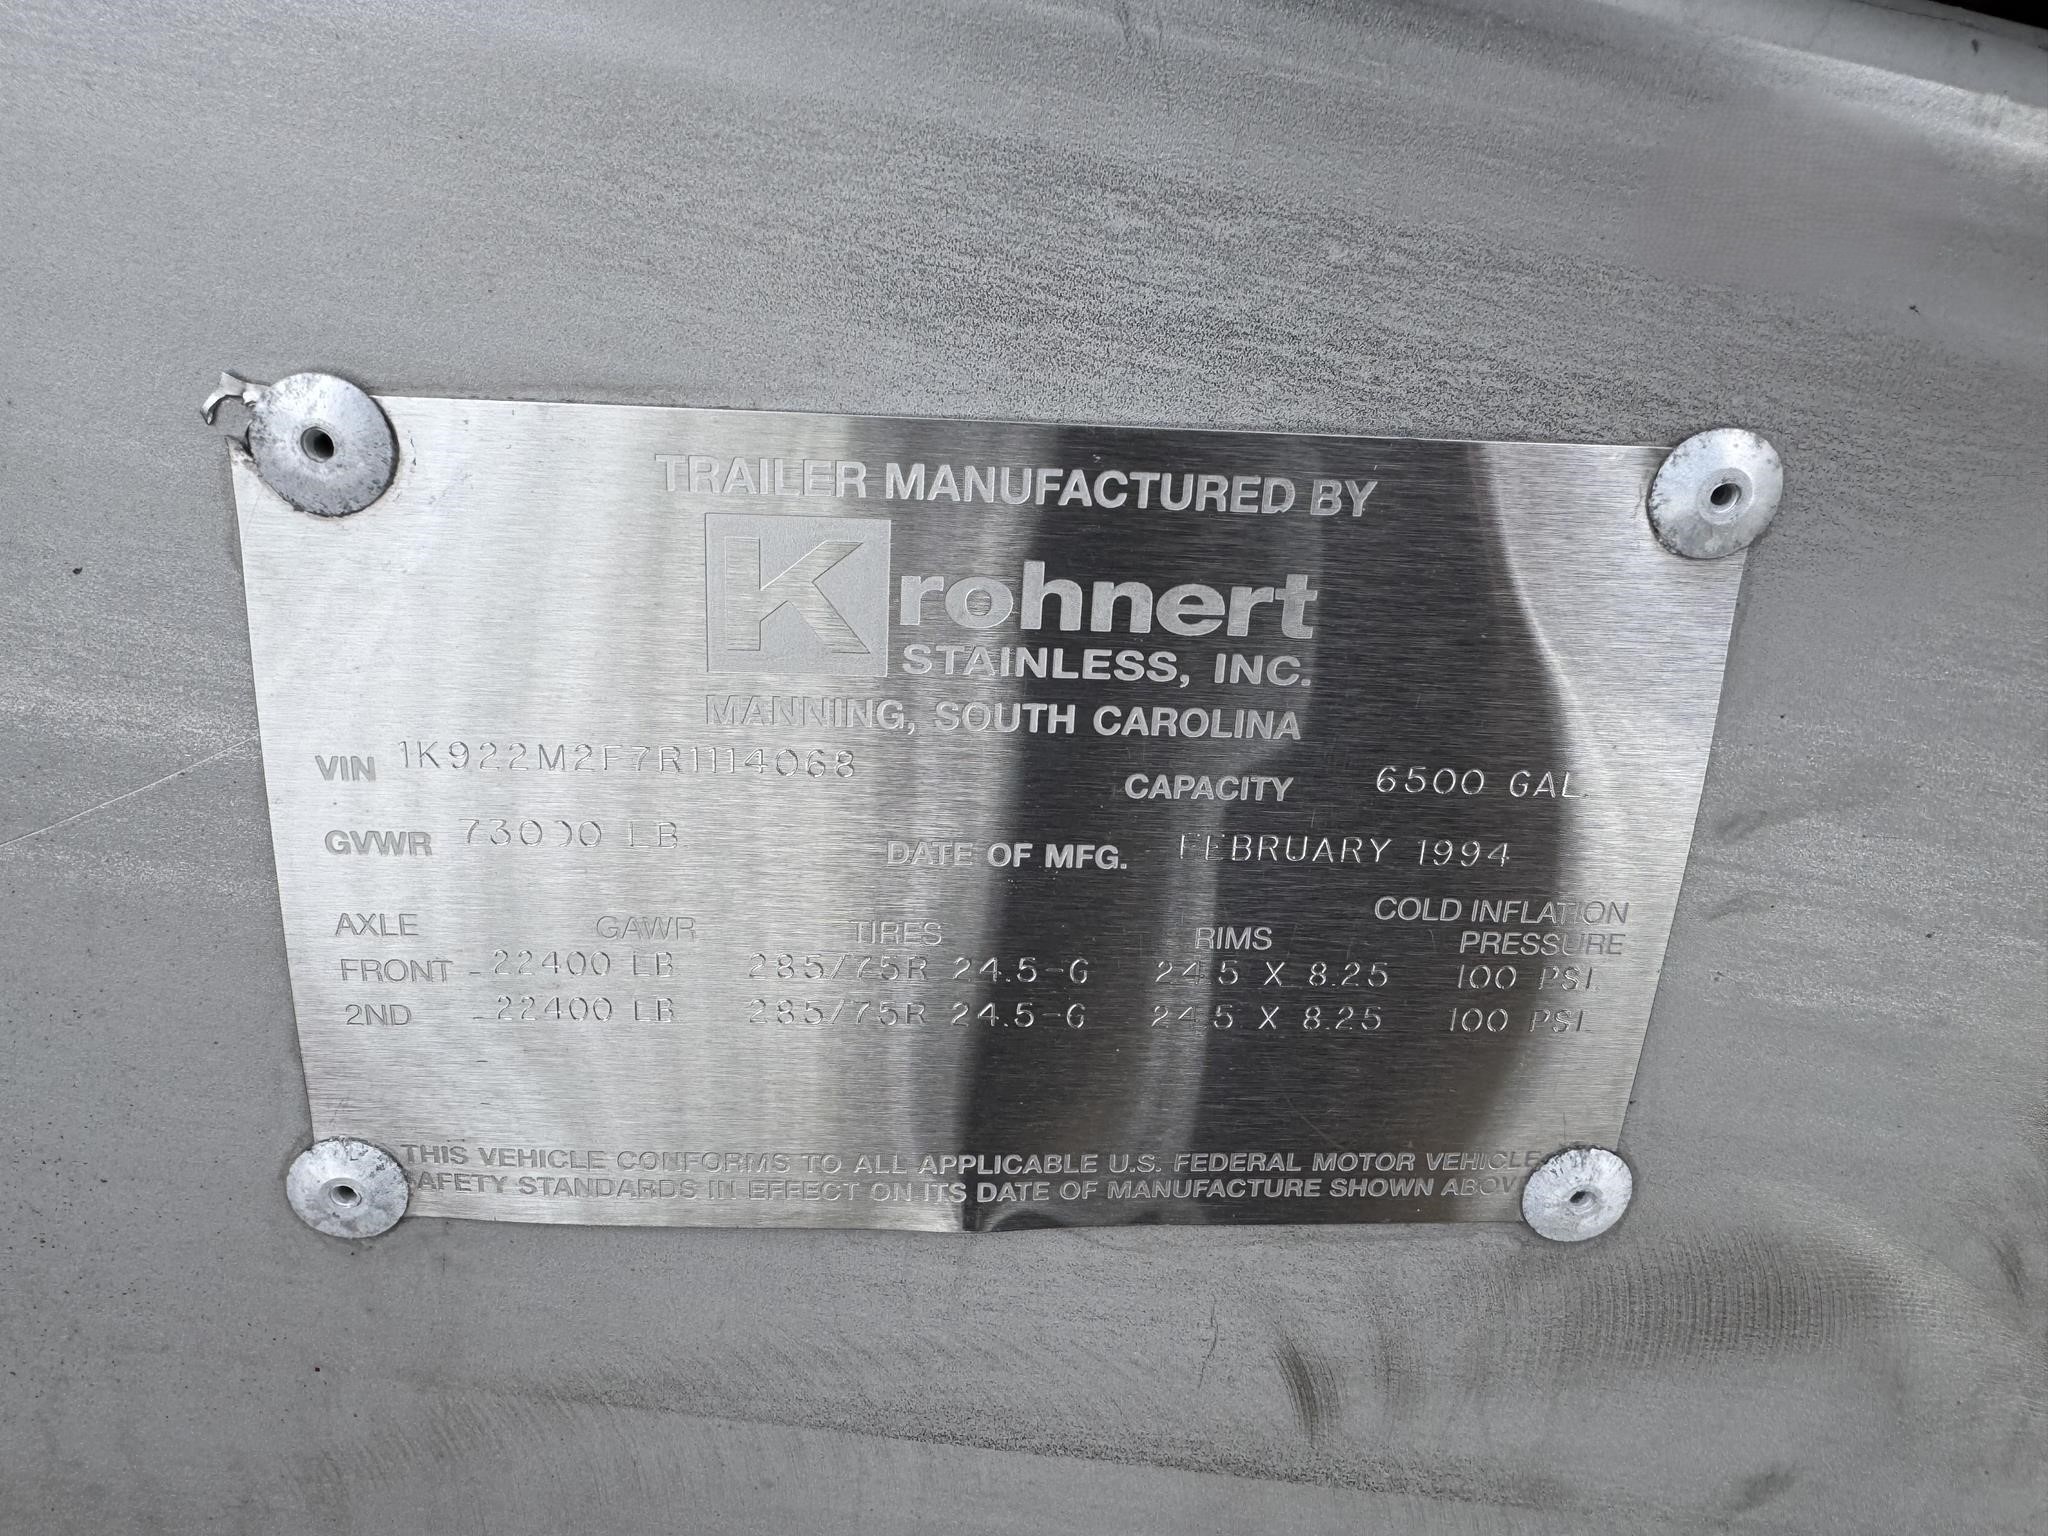 TRAILER MANUFACTURED BY
Krohnert
STAINLESS, INC.
MANNING, SOUTH CAROLINA
VIN 1K922M2F7R1114068 CAPACITY 6500 GAL.
GVWR 73000 LB DATE OF MFG. FEBRUARY 1994
AXLE GAWR TIRES RIMS COLD INFLATION PRESSURE
FRONT 22400 LB 285/75R 24.5-G 24.5 X 8.25 100 PSI.
2ND 22400 LB 285/75R 24.5-G 24.5 X 8.25 100 PSI.
THIS VEHICLE CONFORMS TO ALL APPLICABLE U.S. FEDERAL MOTOR VEHICLE
SAFETY STANDARDS IN EFFECT ON ITS DATE OF MANUFACTURE SHOWN ABOVE